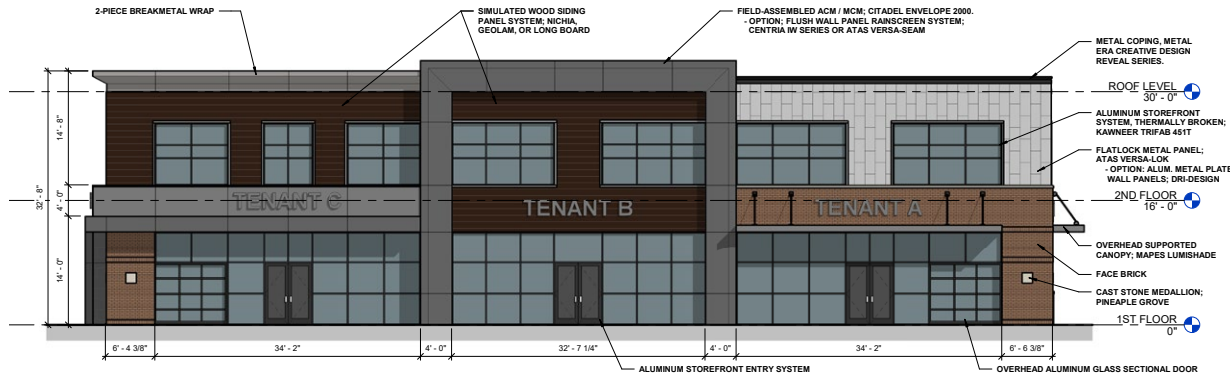 2-PIECE BREAKMETAL WRAP
SIMULATED WOOD SIDING
PANEL SYSTEM; NICHIA,
GEOLAM, OR LONG BOARD
FIELD-ASSEMBLED ACM / MCM; CITADEL ENVELOPE 2000.
- OPTION; FLUSH WALL PANEL RAINSCREEN SYSTEM;
CENTRIA IW SERIES OR ATAS VERSA-SEAM
METAL COPING, METAL
ERA CREATIVE DESIGN
REVEAL SERIES.
ROOF LEVEL
30' - 0"
ALUMINUM STOREFRONT
SYSTEM, THERMALLY BROKEN;
KAWNEER TRIFAB 451T
FLATLOCK METAL PANEL;
ATAS VERSA-LOK
- OPTION: ALUM. METAL PLATE
WALL PANELS; DRI-DESIGN
2ND FLOOR
16' - 0"
OVERHEAD SUPPORTED
CANOPY; MAPES LUMISHADE
FACE BRICK
CAST STONE MEDALLION;
PINEAPLE GROVE
1ST FLOOR
0"
32' - 8"
14' - 8"
4' - 0"
14' - 0"
TENANT C
TENANT B
TENANT A
6' - 4 3/8"
34' - 2"
4' - 0"
32' - 7 1/4"
4' - 0"
34' - 2"
6' - 6 3/8"
ALUMINUM STOREFRONT ENTRY SYSTEM
OVERHEAD ALUMINUM GLASS SECTIONAL DOOR